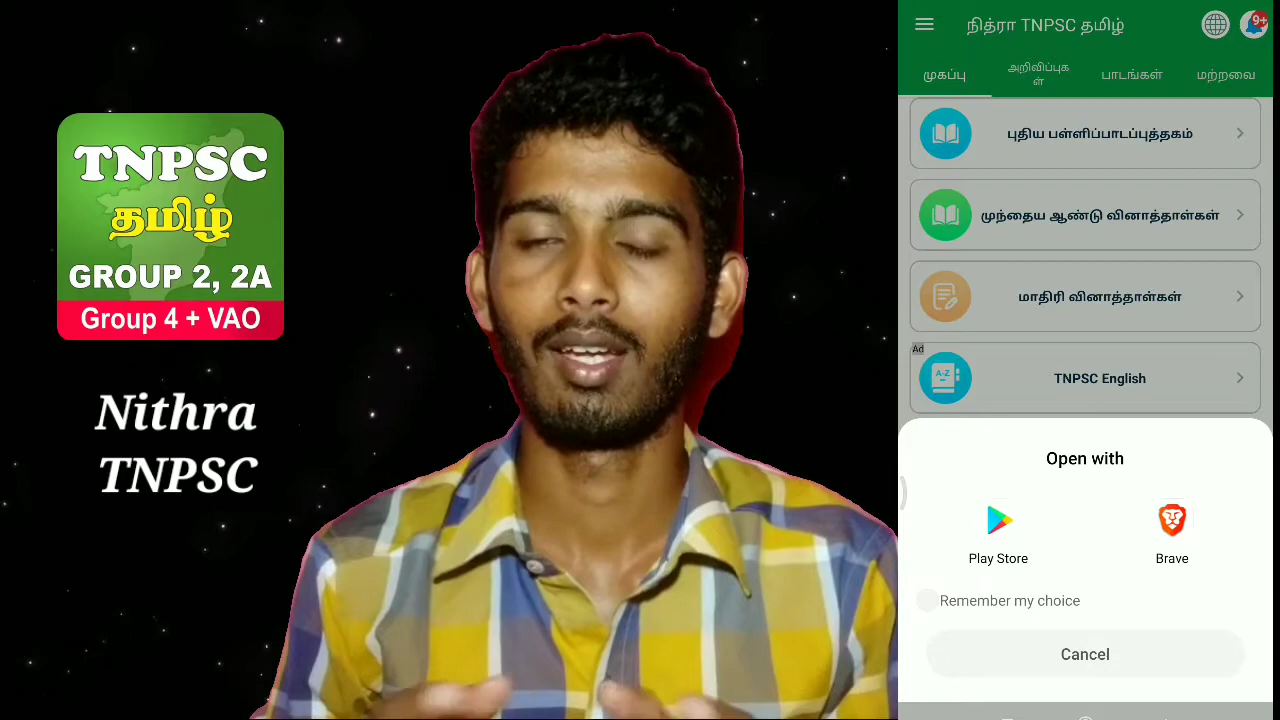 TNPSC
தமிழ்
GROUP 2, 2A
Group 4 + VAO
Nithra
TNPSC
நித்ரா TNPSC தமிழ்
9+
முகப்பு
அறிவிப்புக
ள்
பாடங்கள்
மற்றவை
புதிய பள்ளிப்பாடப்புத்தகம்
முந்தைய ஆண்டு வினாத்தாள்கள்
மாதிரி வினாத்தாள்கள்
Ad
A-Z
TNPSC English
Open with
Play Store
Brave
Remember my choice
Cancel